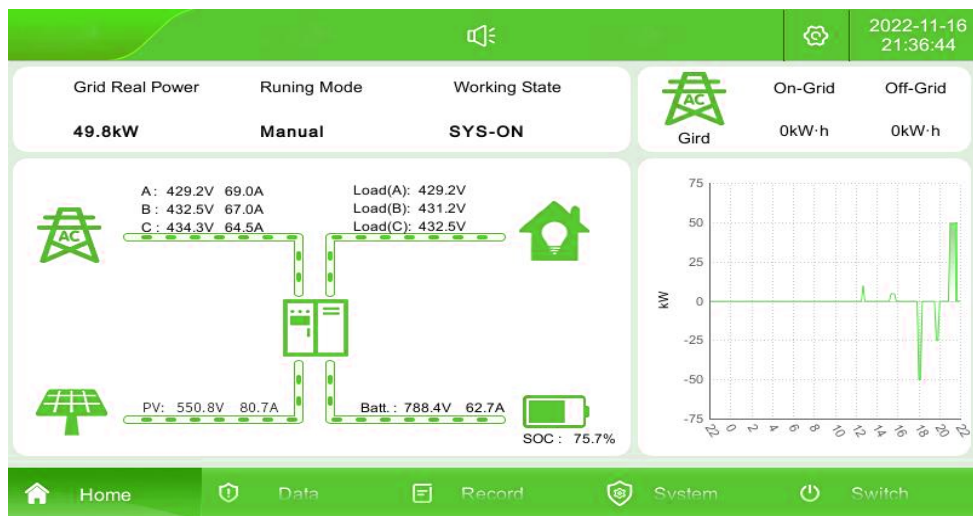 2022-11-16
21:36:44
Grid Real Power Runing Mode Working State
49.8kW Manual SYS-ON
AC
Gird
On-Grid Off-Grid
0kW·h 0kW·h
A: 429.2V 69.0A
B: 432.5V 67.0A
C: 434.3V 64.5A
AC
Load(A): 429.2V
Load(B): 431.2V
Load(C): 432.5V
PV: 550.8V 80.7A
Batt.: 788.4V 62.7A
SOC: 75.7%
kW
75
50
25
0
-25
-50
-75
22 0 2 4 6 8 10 12 14 16 18 20 22
Home Data Record System Switch